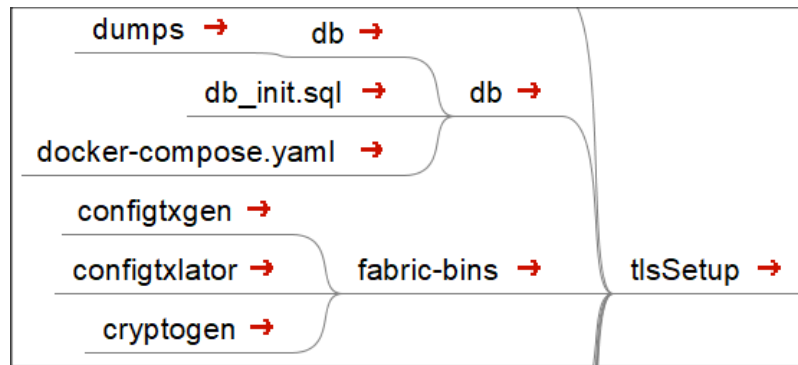 dumps db
db_init.sql db
docker-compose.yaml
configtxgen
configtxlator fabric-bins tlsSetup
cryptogen